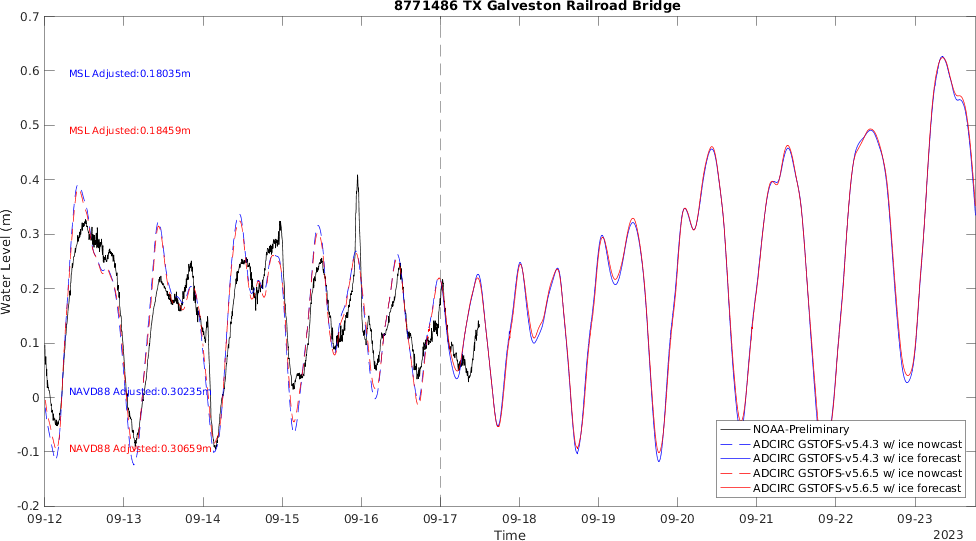 8771486 TX Galveston Railroad Bridge
Water Level (m)
0.7
0.6
0.5
0.4
0.3
0.2
0.1
0
-0.1
-0.2
MSL Adjusted:0.18035m
MSL Adjusted:0.18459m
NAVD88 Adjusted:0.30235m
NAVD88 Adjusted:0.30659m
NOAA-Preliminary
ADCIRC GSTOFS-v5.4.3 w/ ice nowcast
ADCIRC GSTOFS-v5.4.3 w/ ice forecast
ADCIRC GSTOFS-v5.6.5 w/ ice nowcast
ADCIRC GSTOFS-v5.6.5 w/ ice forecast
09-12 09-13 09-14 09-15 09-16 09-17 09-18 09-19 09-20 09-21 09-22 09-23
Time
2023